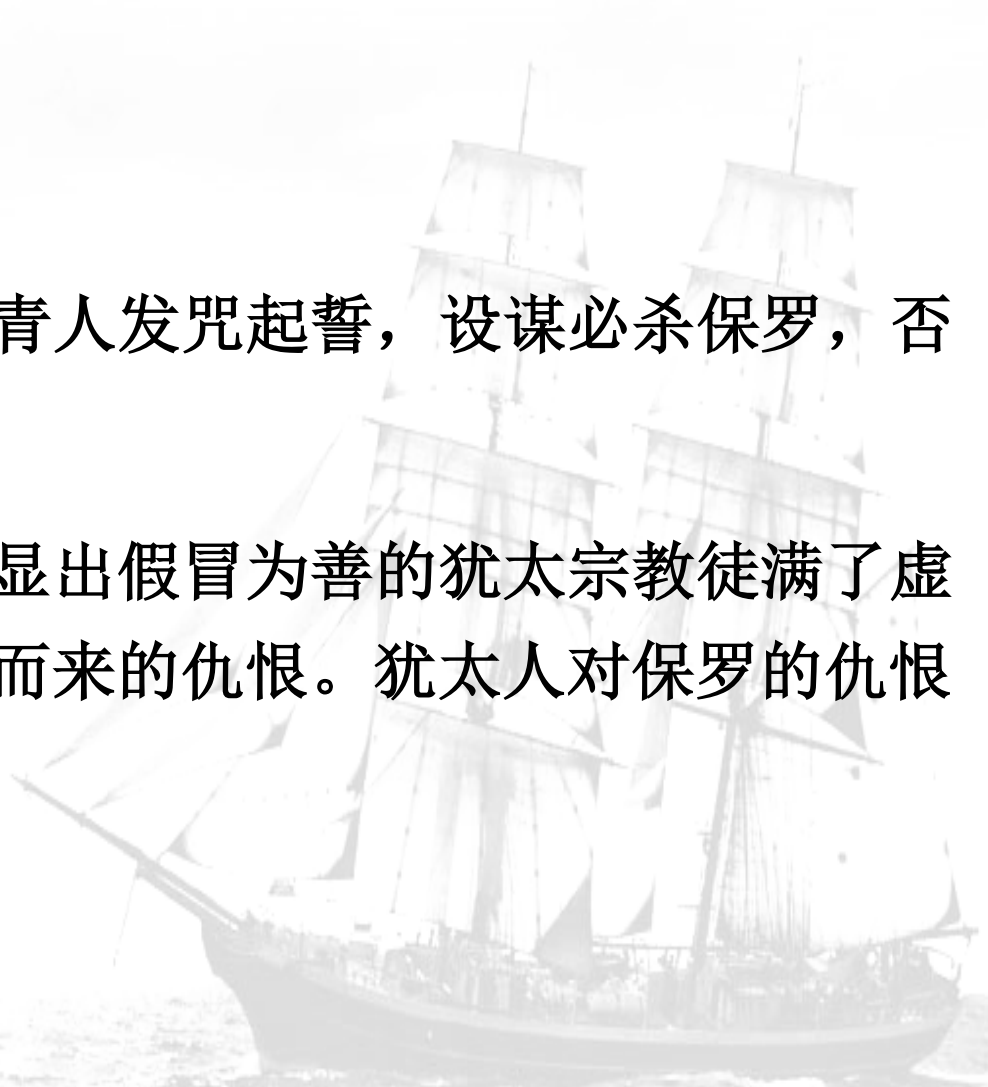 青人发咒起誓，设谋必杀保罗，否
显出假冒为善的犹太宗教徒满了虚
而来的仇恨。犹太人对保罗的仇恨